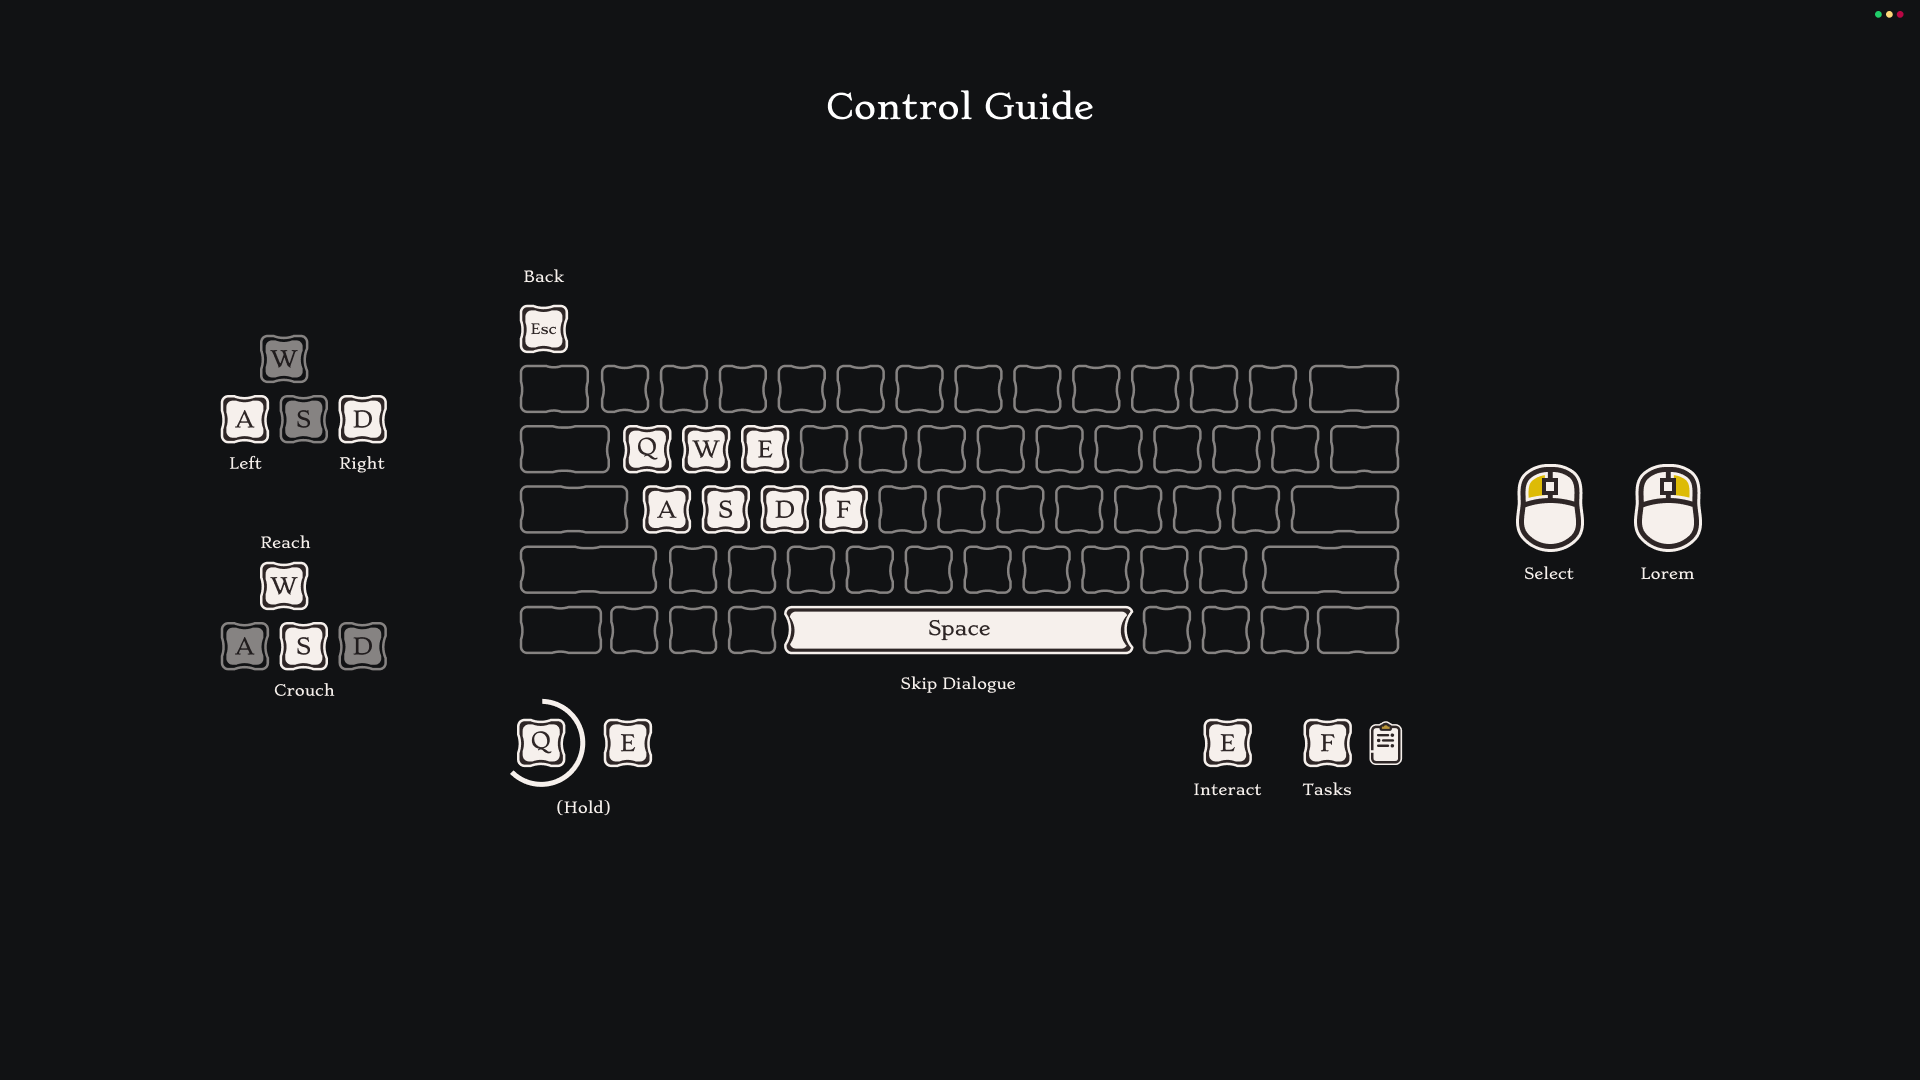 Control Guide
Back
Esc
W
A S D
Left Right
Q W E
A S D F
Reach
W
A S D
Crouch
Space
Skip Dialogue
Select Lorem
Q E
(Hold)
E F
Interact Tasks